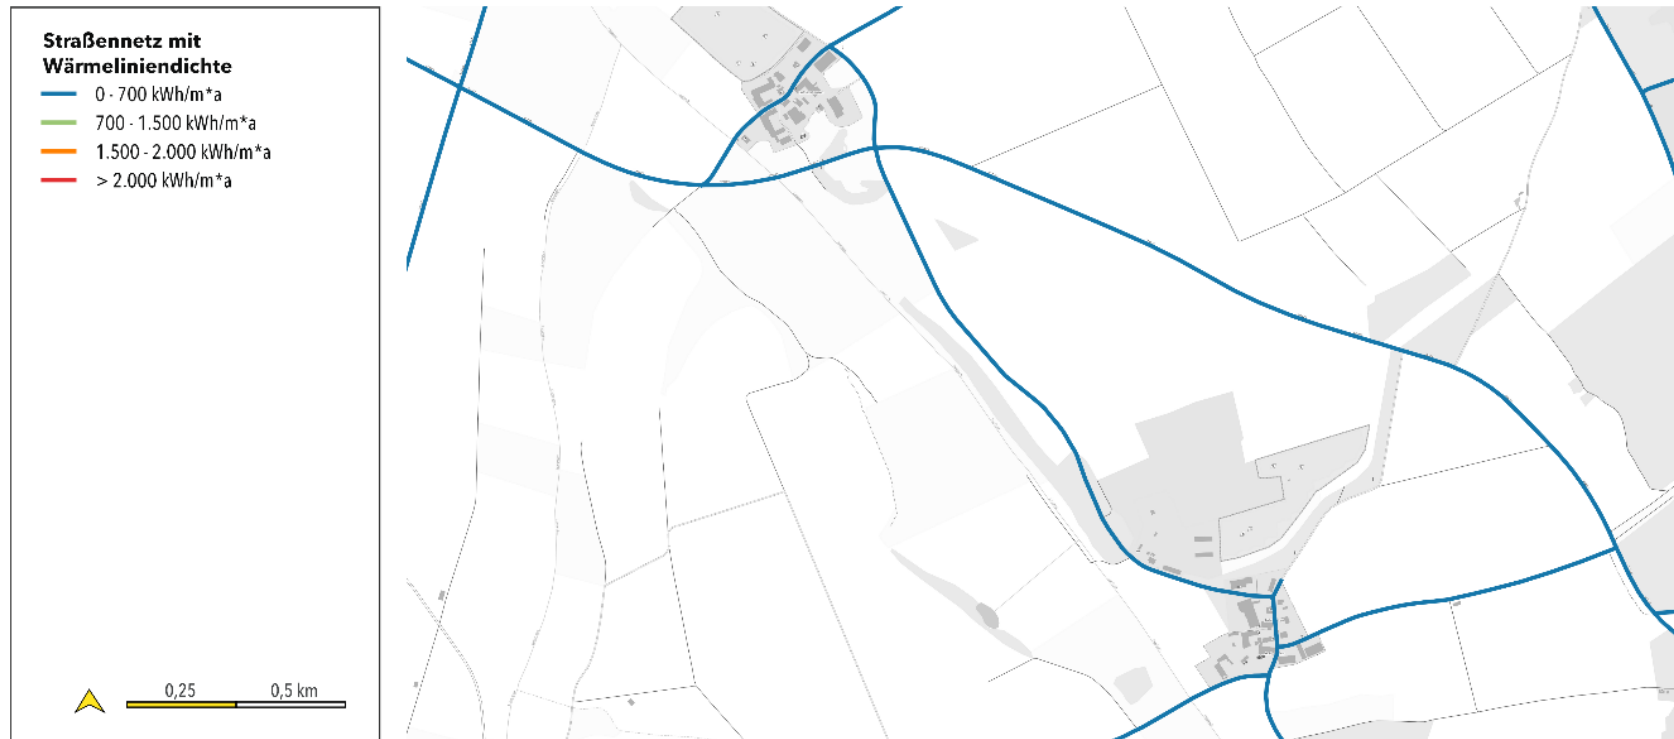 Straßennetz mit
Wärmeliniendichte
0 - 700 kWh/m*a
700 - 1.500 kWh/m*a
1.500 - 2.000 kWh/m*a
> 2.000 kWh/m*a
0,25 0,5 km